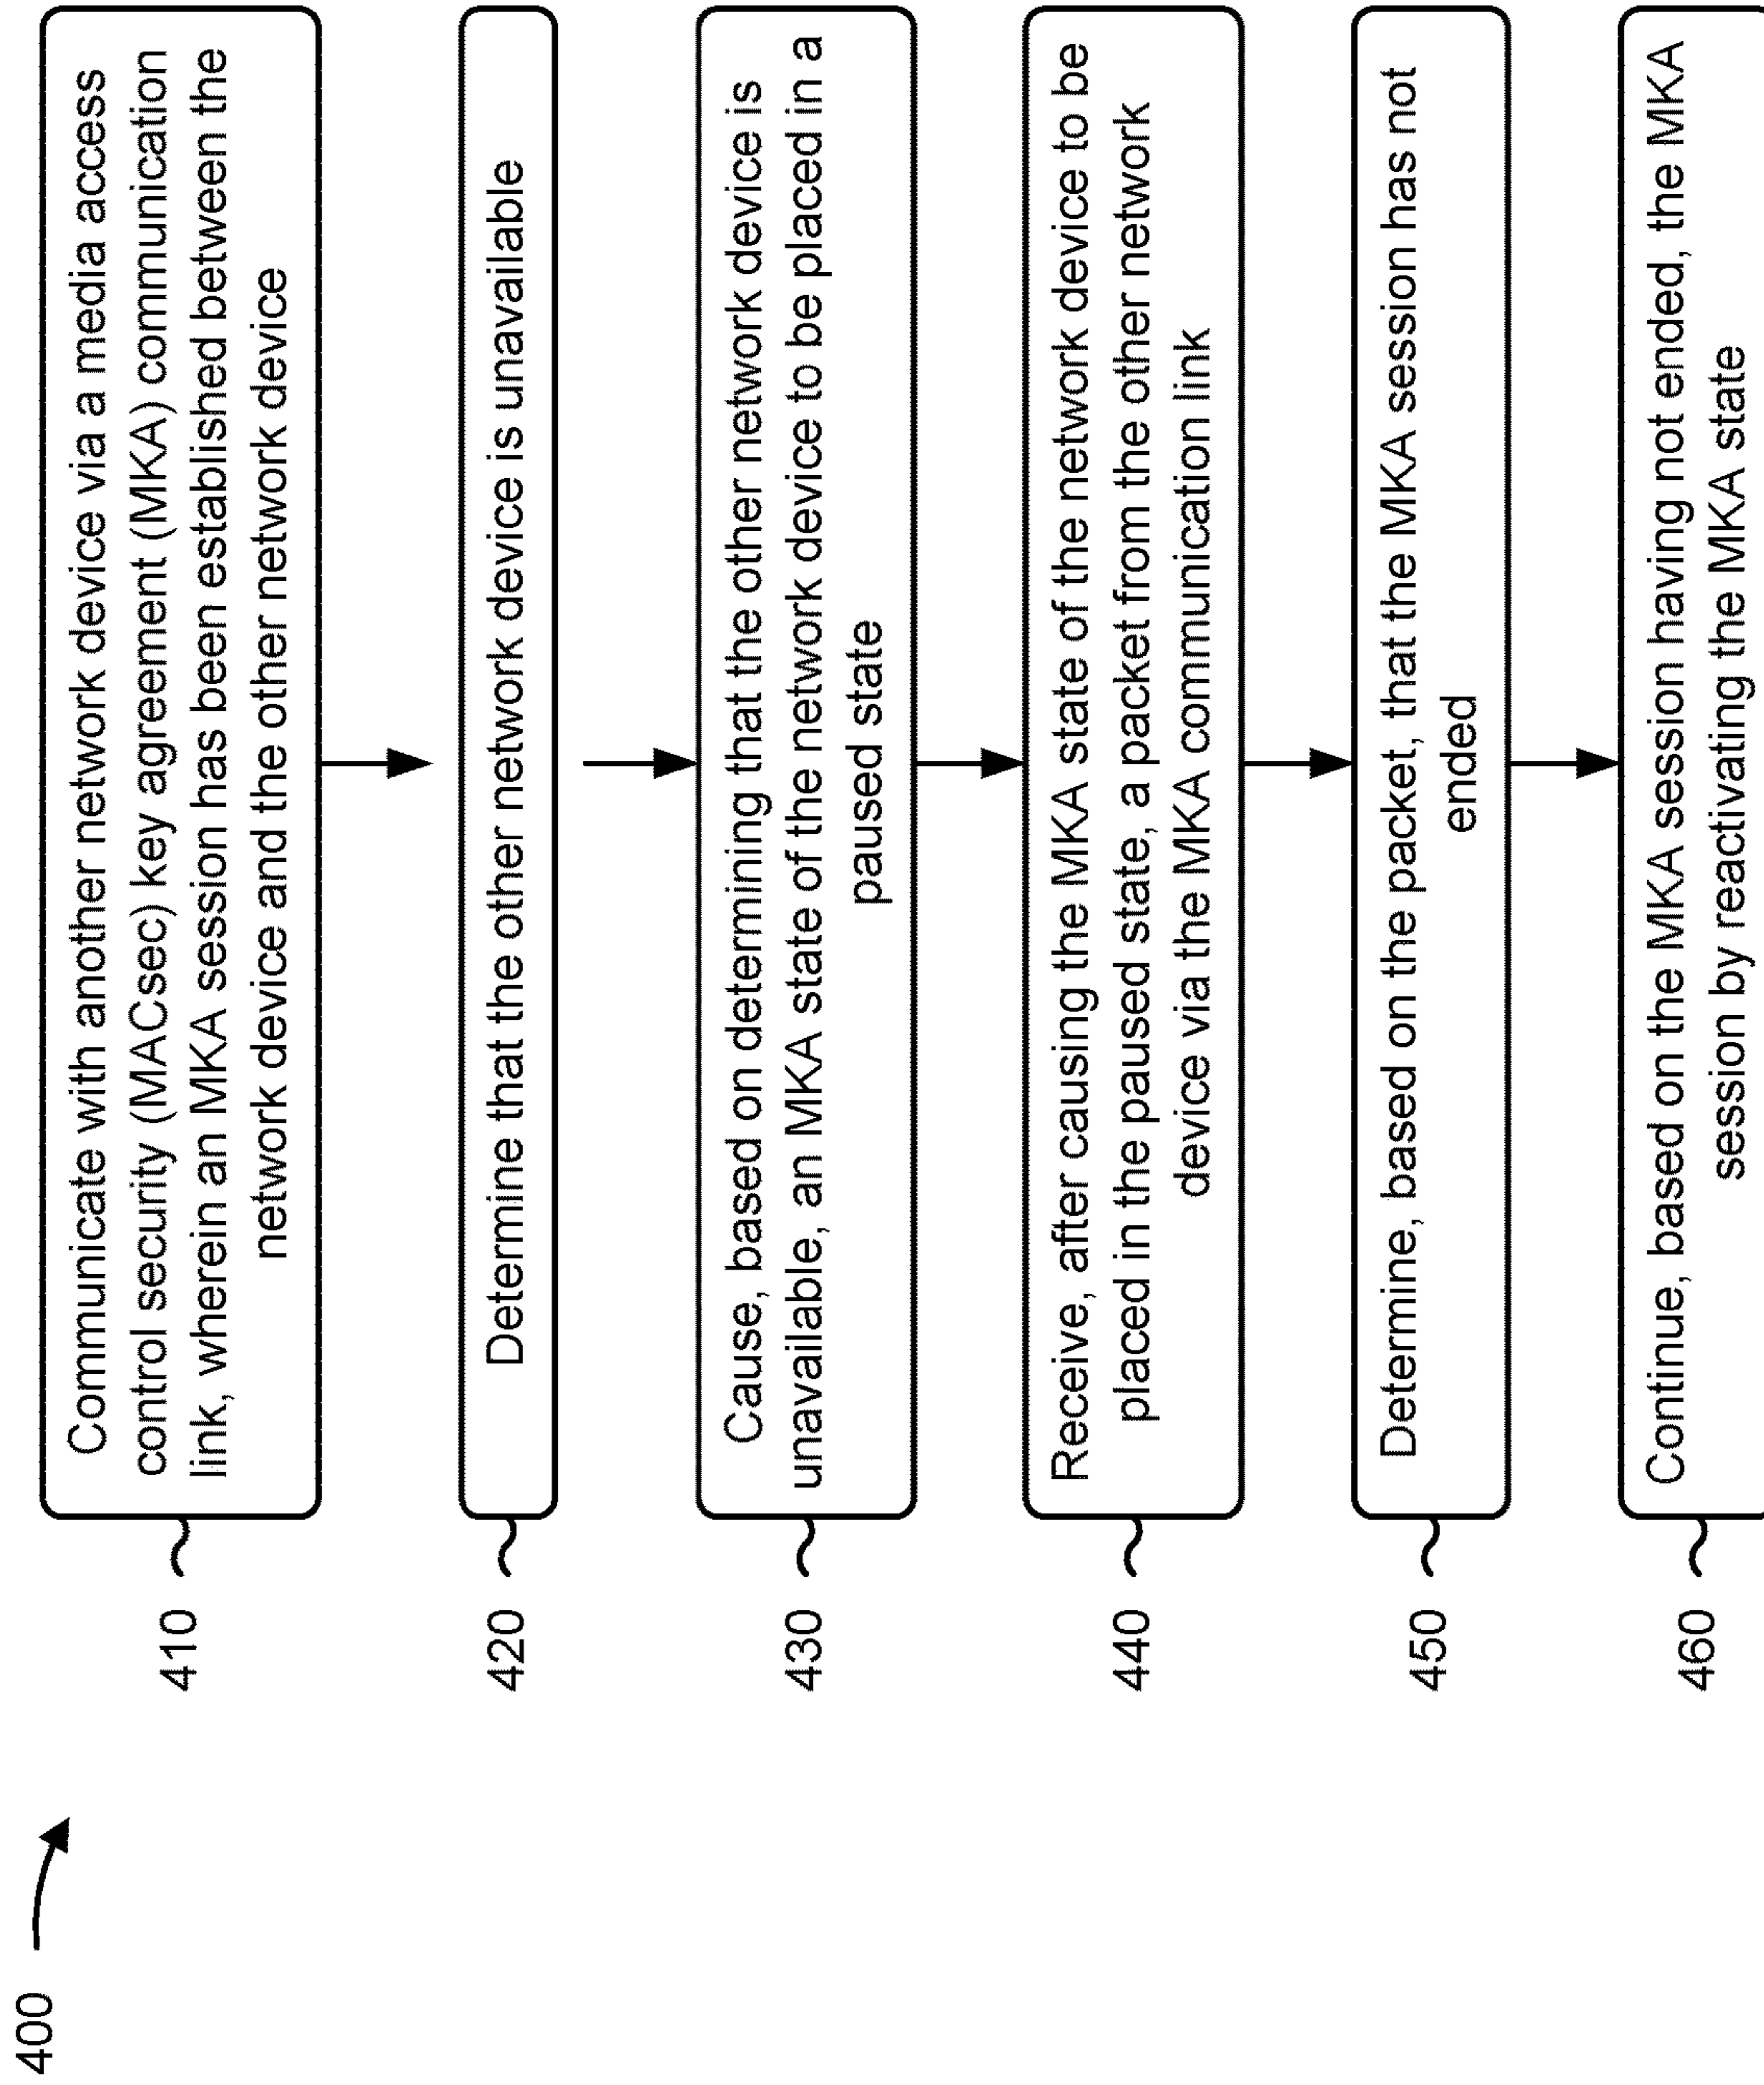 400
410
Communicate with another network device via a media access
control security (MACsec) key agreement (MKA) communication
link, wherein an MKA session has been established between the
network device and the other network device
420
Determine that the other network device is unavailable
430
Cause, based on determining that the other network device is
unavailable, an MKA state of the network device to be placed in a
paused state
440
Receive, after causing the MKA state of the network device to be
placed in the paused state, a packet from the other network
device via the MKA communication link
450
Determine, based on the packet, that the MKA session has not
ended
460
Continue, based on the MKA session having not ended, the MKA
session by reactivating the MKA state